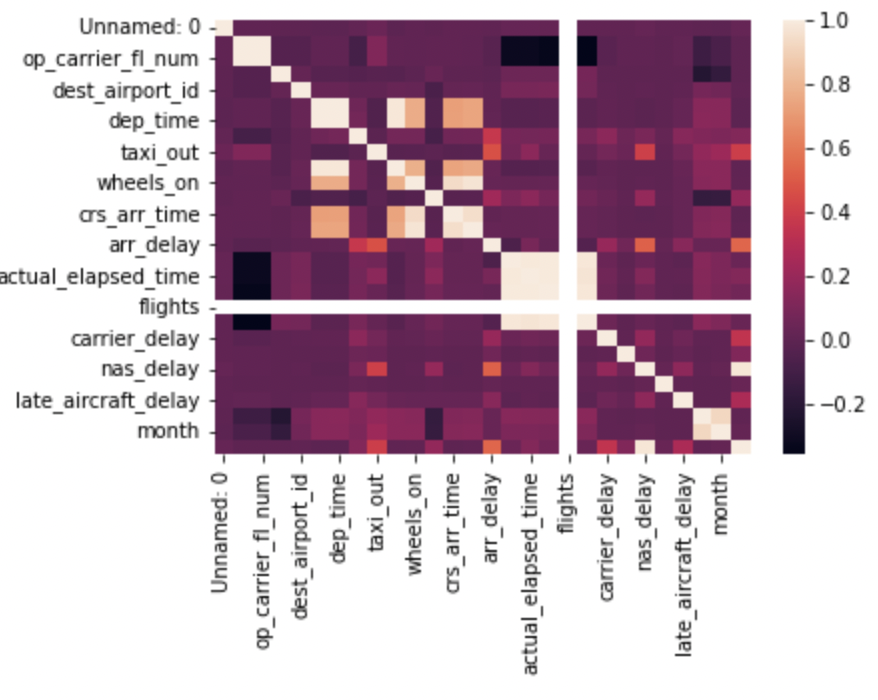 Unnamed: 0
op_carrier_fl_num
dest_airport_id
dep_time
taxi_out
wheels_on
crs_arr_time
arr_delay
actual_elapsed_time
flights
carrier_delay
nas_delay
late_aircraft_delay
month
1.0
0.8
0.6
0.4
0.2
0.0
−0.2
Unnamed: 0
op_carrier_fl_num
dest_airport_id
dep_time
taxi_out
wheels_on
crs_arr_time
arr_delay
actual_elapsed_time
flights
carrier_delay
nas_delay
late_aircraft_delay
month